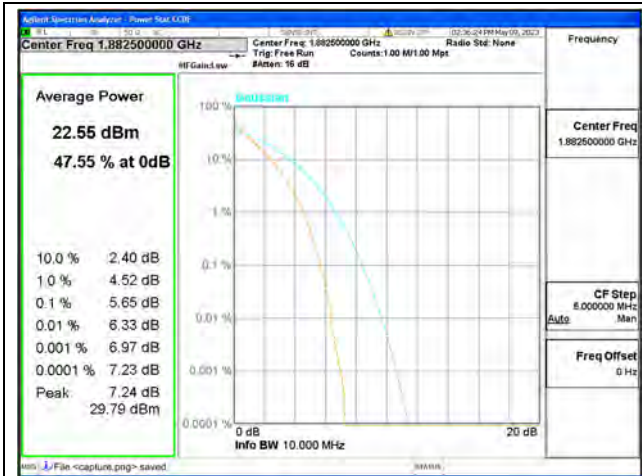 Agilent Spectrum Analyzer - Power Stat CCDF
02:36:24 PM May 09, 2023
Center Freq 1.882500000 GHz
Center Freq: 1.882500000 GHz
Radio Std: None
Trig: Free Run
Counts:1.00 M/1.00 Mpt
#IFGain:Low
#Atten: 16 dB
Frequency
Average Power
22.55 dBm
47.55 % at 0dB
10.0 % 2.40 dB
1.0 % 4.52 dB
0.1 % 5.65 dB
0.01 % 6.33 dB
0.001 % 6.97 dB
0.0001 % 7.23 dB
Peak 7.24 dB
29.79 dBm
Gaussian
100 %
10 %
1 %
0.1 %
0.01 %
0.001 %
0.0001 %
0 dB
20 dB
Info BW 10.000 MHz
Center Freq
1.882500000 GHz
CF Step
5.000000 MHz
Auto Man
Freq Offset
0 Hz
MSG
File <capture.png> saved
STATUS